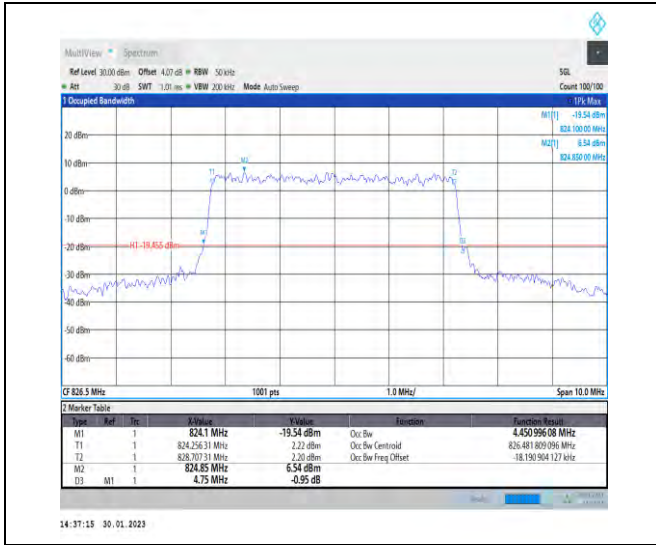 MultiView Spectrum
Ref Level 30.00 dBm Offset 4.07 dB RBW 50 kHz SGL
Att 30 dB SWT 1.01 ms VBW 200 kHz Mode Auto Sweep Count 100/100
1 Occupied Bandwidth 1Pk Max
M1[1] -19.54 dBm
824.100 00 MHz
M2[1] 6.54 dBm
824.850 00 MHz
20 dBm
10 dBm
M2
T1 T2
0 dBm
-10 dBm
M1
-20 dBm
H1 -19.455 dBm
D3
-30 dBm
-40 dBm
-50 dBm
-60 dBm
CF 826.5 MHz 1001 pts 1.0 MHz/ Span 10.0 MHz
2 Marker Table
Type Ref Trc X-Value Y-Value Function Function Result
M1 1 824.1 MHz -19.54 dBm Occ Bw 4.450 996 08 MHz
T1 1 824.256 31 MHz 2.22 dBm Occ Bw Centroid 826.481 809 096 MHz
T2 1 828.707 31 MHz 2.20 dBm Occ Bw Freq Offset -18.190 904 127 kHz
M2 1 824.85 MHz 6.54 dBm
D3 M1 1 4.75 MHz -0.95 dB
14:37:15 30.01.2023